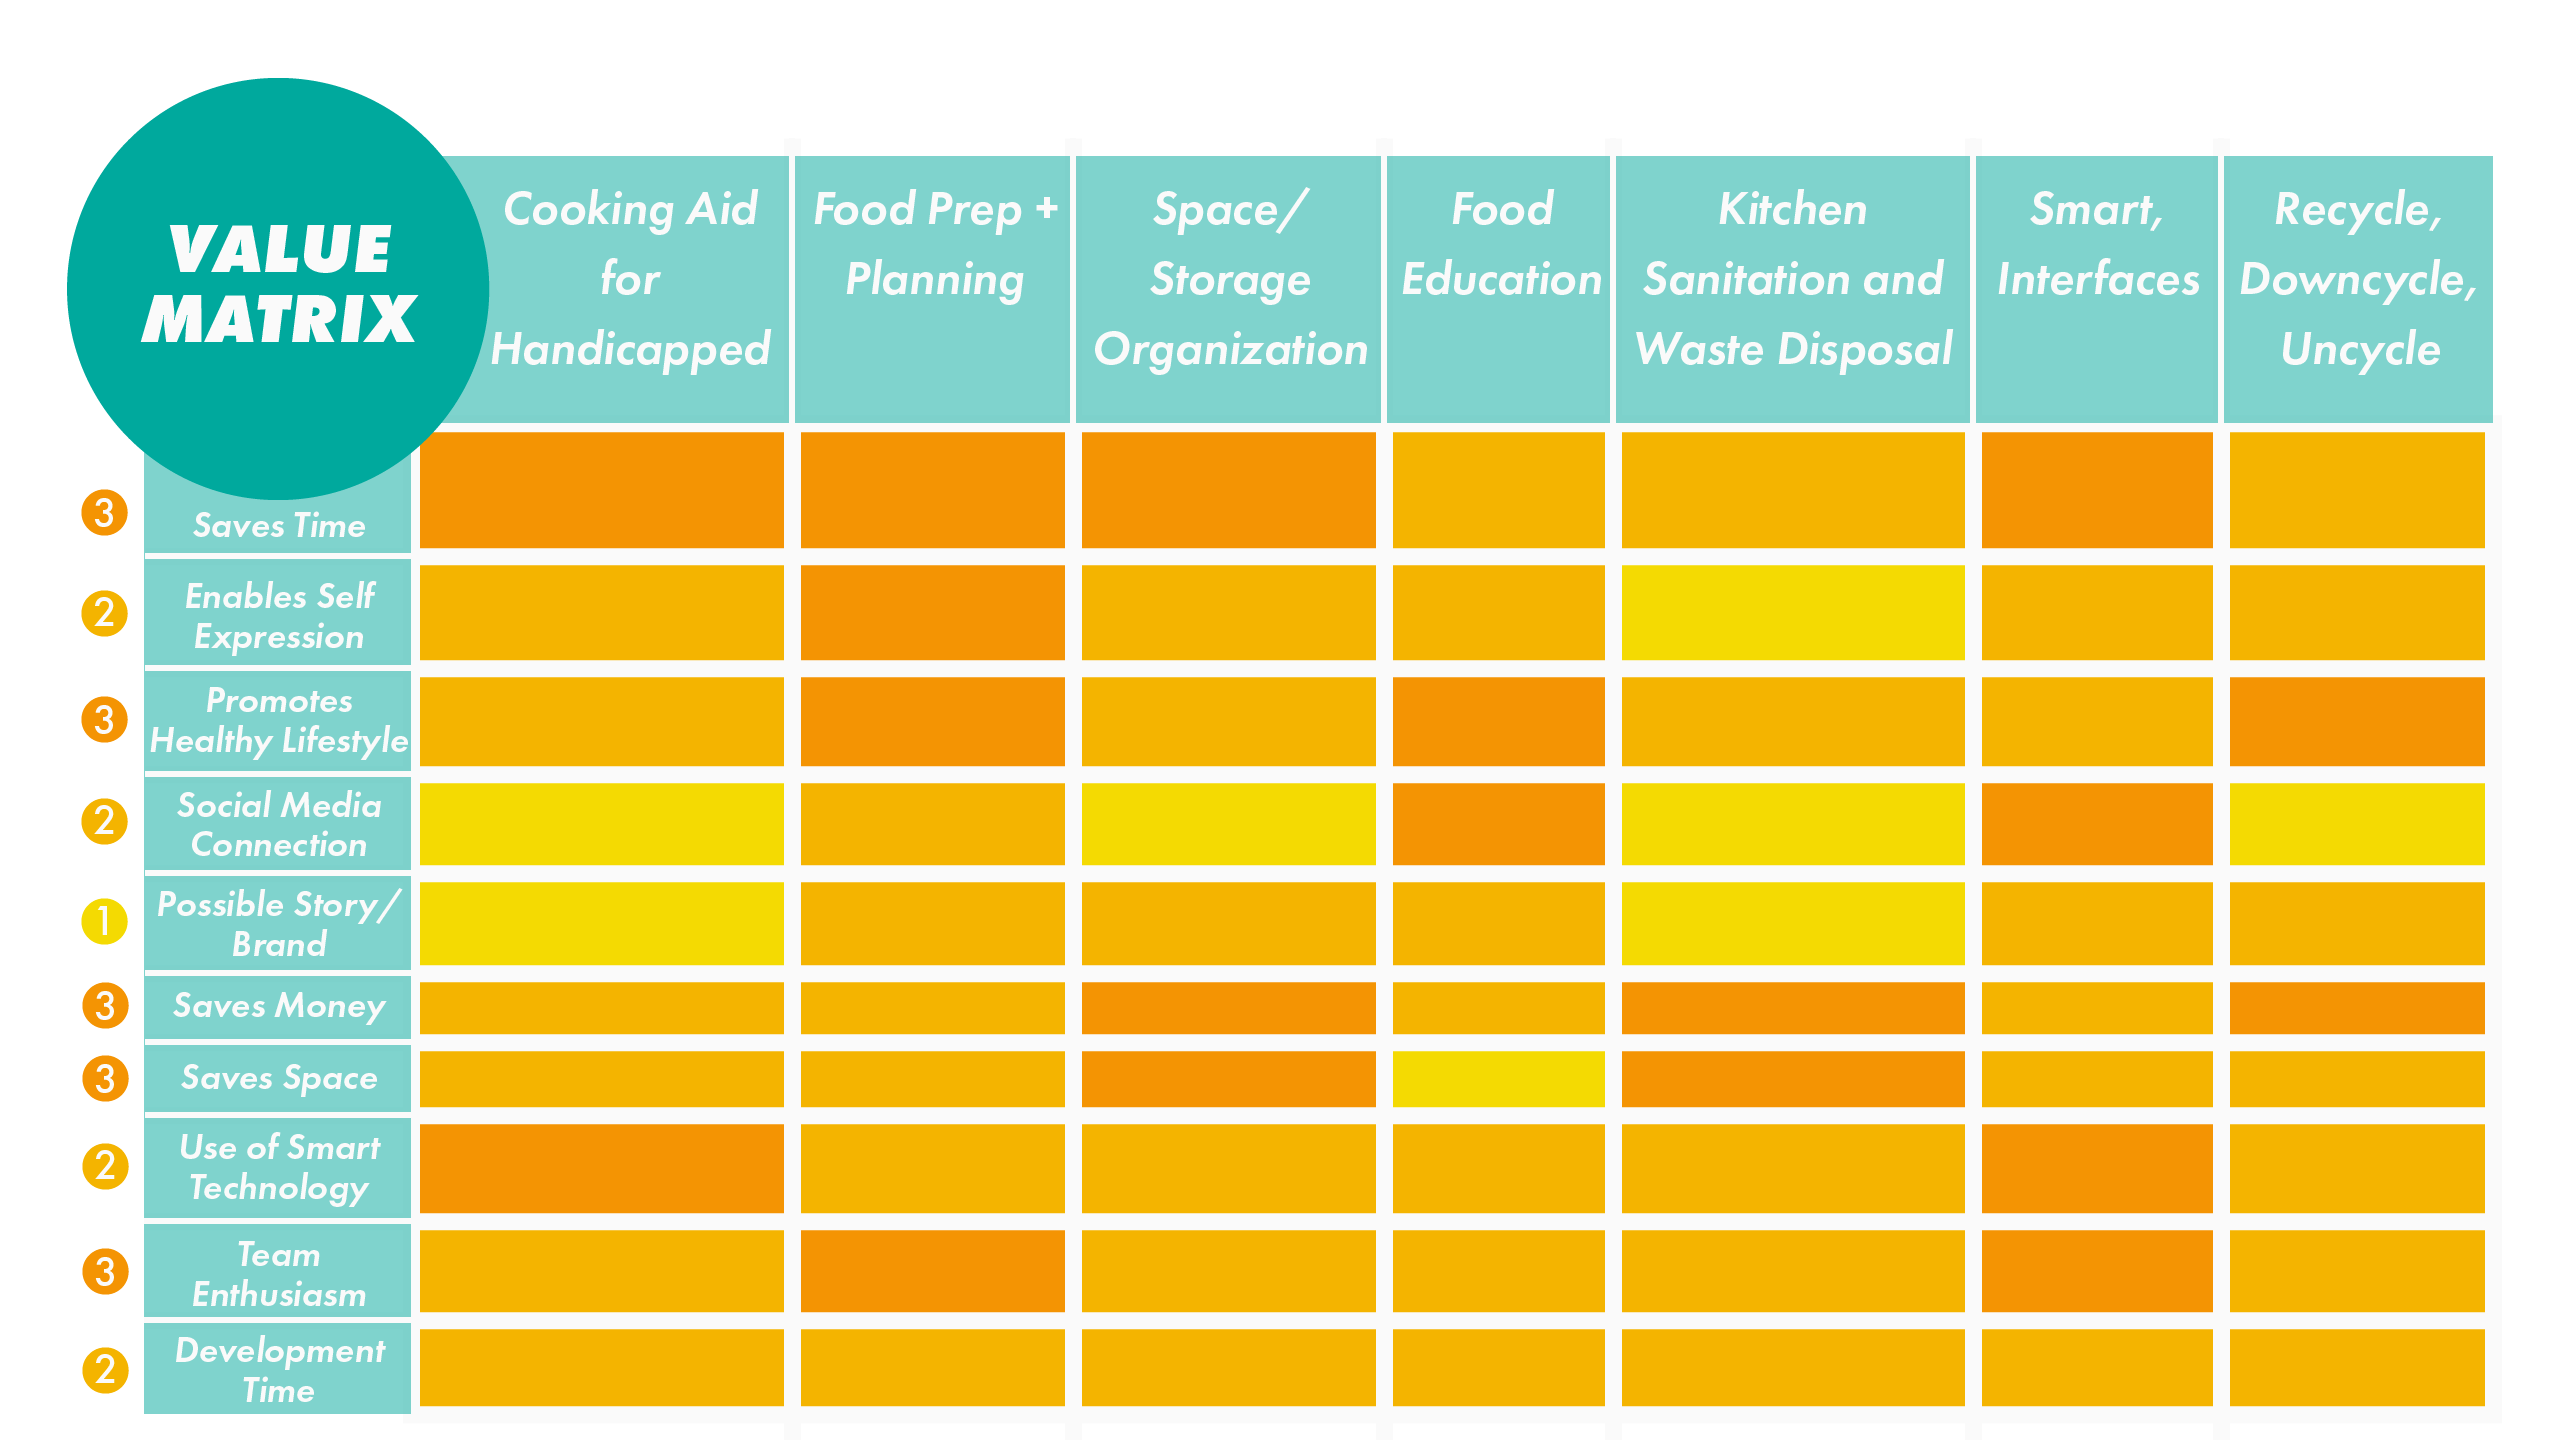 VALUE
MATRIX
Cooking Aid
for
Handicapped
Food Prep +
Planning
Space/
Storage
Organization
Food
Education
Kitchen
Sanitation and
Waste Disposal
Smart,
Interfaces
Recycle,
Downcycle,
Uncycle
3
Saves Time
2
Enables Self
Expression
3
Promotes
Healthy Lifestyle
2
Social Media
Connection
1
Possible Story/
Brand
3
Saves Money
3
Saves Space
2
Use of Smart
Technology
3
Team
Enthusiasm
2
Development
Time